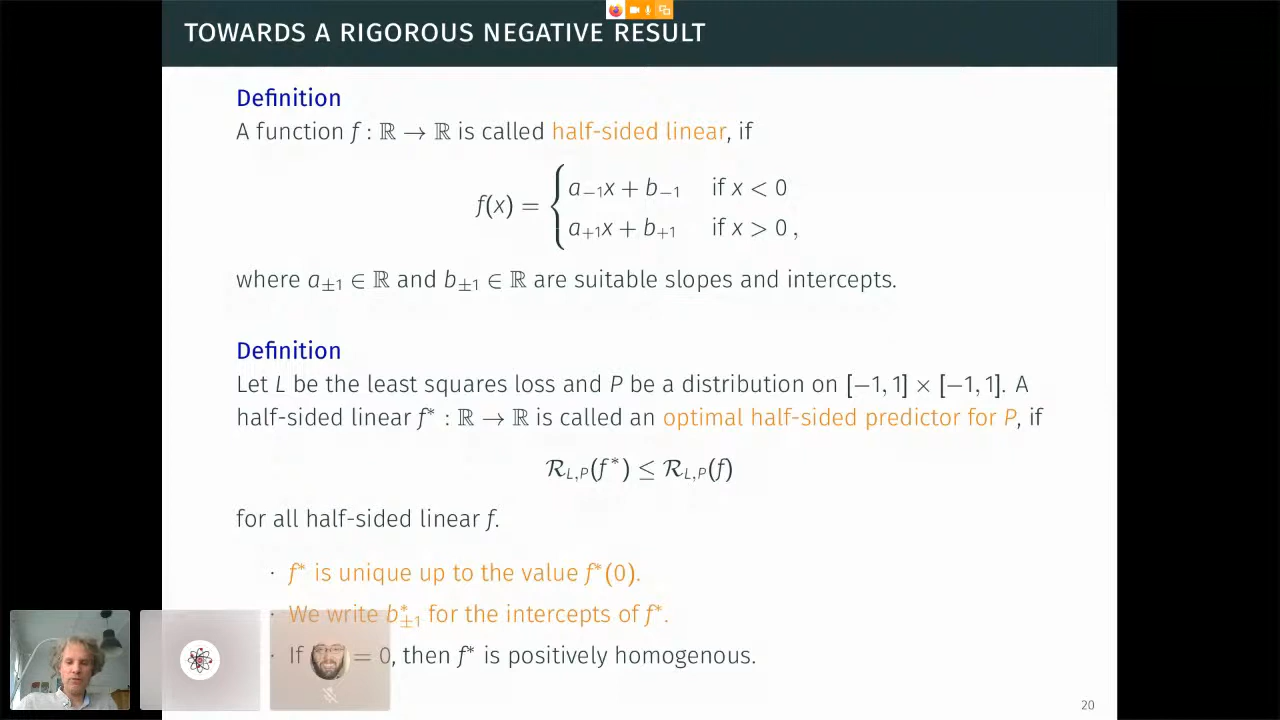 TOWARDS A RIGOROUS NEGATIVE RESULT
Definition
A function f : ℝ → ℝ is called half-sided linear, if
f(x) = { a₋₁x + b₋₁ if x < 0
a₊₁x + b₊₁ if x > 0 ,
where a±₁ ∈ ℝ and b±₁ ∈ ℝ are suitable slopes and intercepts.
Definition
Let L be the least squares loss and P be a distribution on [−1, 1] × [−1, 1]. A
half-sided linear f* : ℝ → ℝ is called an optimal half-sided predictor for P, if
R_{L,P}(f*) ≤ R_{L,P}(f)
for all half-sided linear f.
· f* is unique up to the value f*(0).
· We write b*±₁ for the intercepts of f*.
· If = 0, then f* is positively homogenous.
20